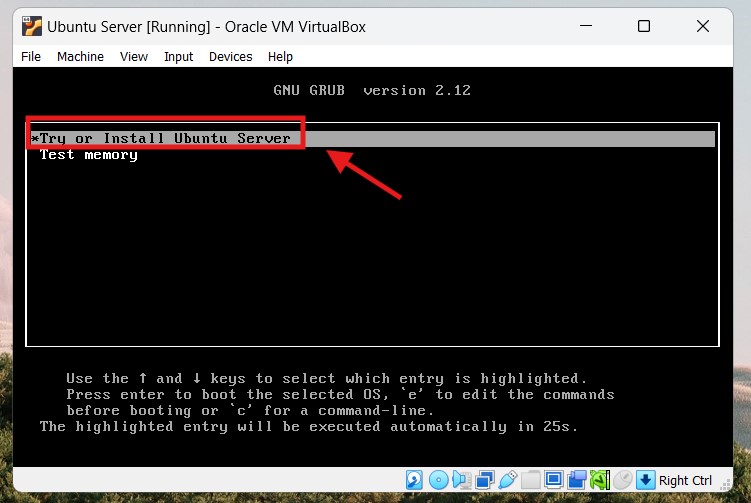 Ubuntu Server [Running] - Oracle VM VirtualBox
File Machine View Input Devices Help
GNU GRUB version 2.12
*Try or Install Ubuntu Server
Test memory
Use the ↑ and ↓ keys to select which entry is highlighted.
Press enter to boot the selected OS, `e' to edit the commands
before booting or `c' for a command-line.
The highlighted entry will be executed automatically in 25s.
Right Ctrl